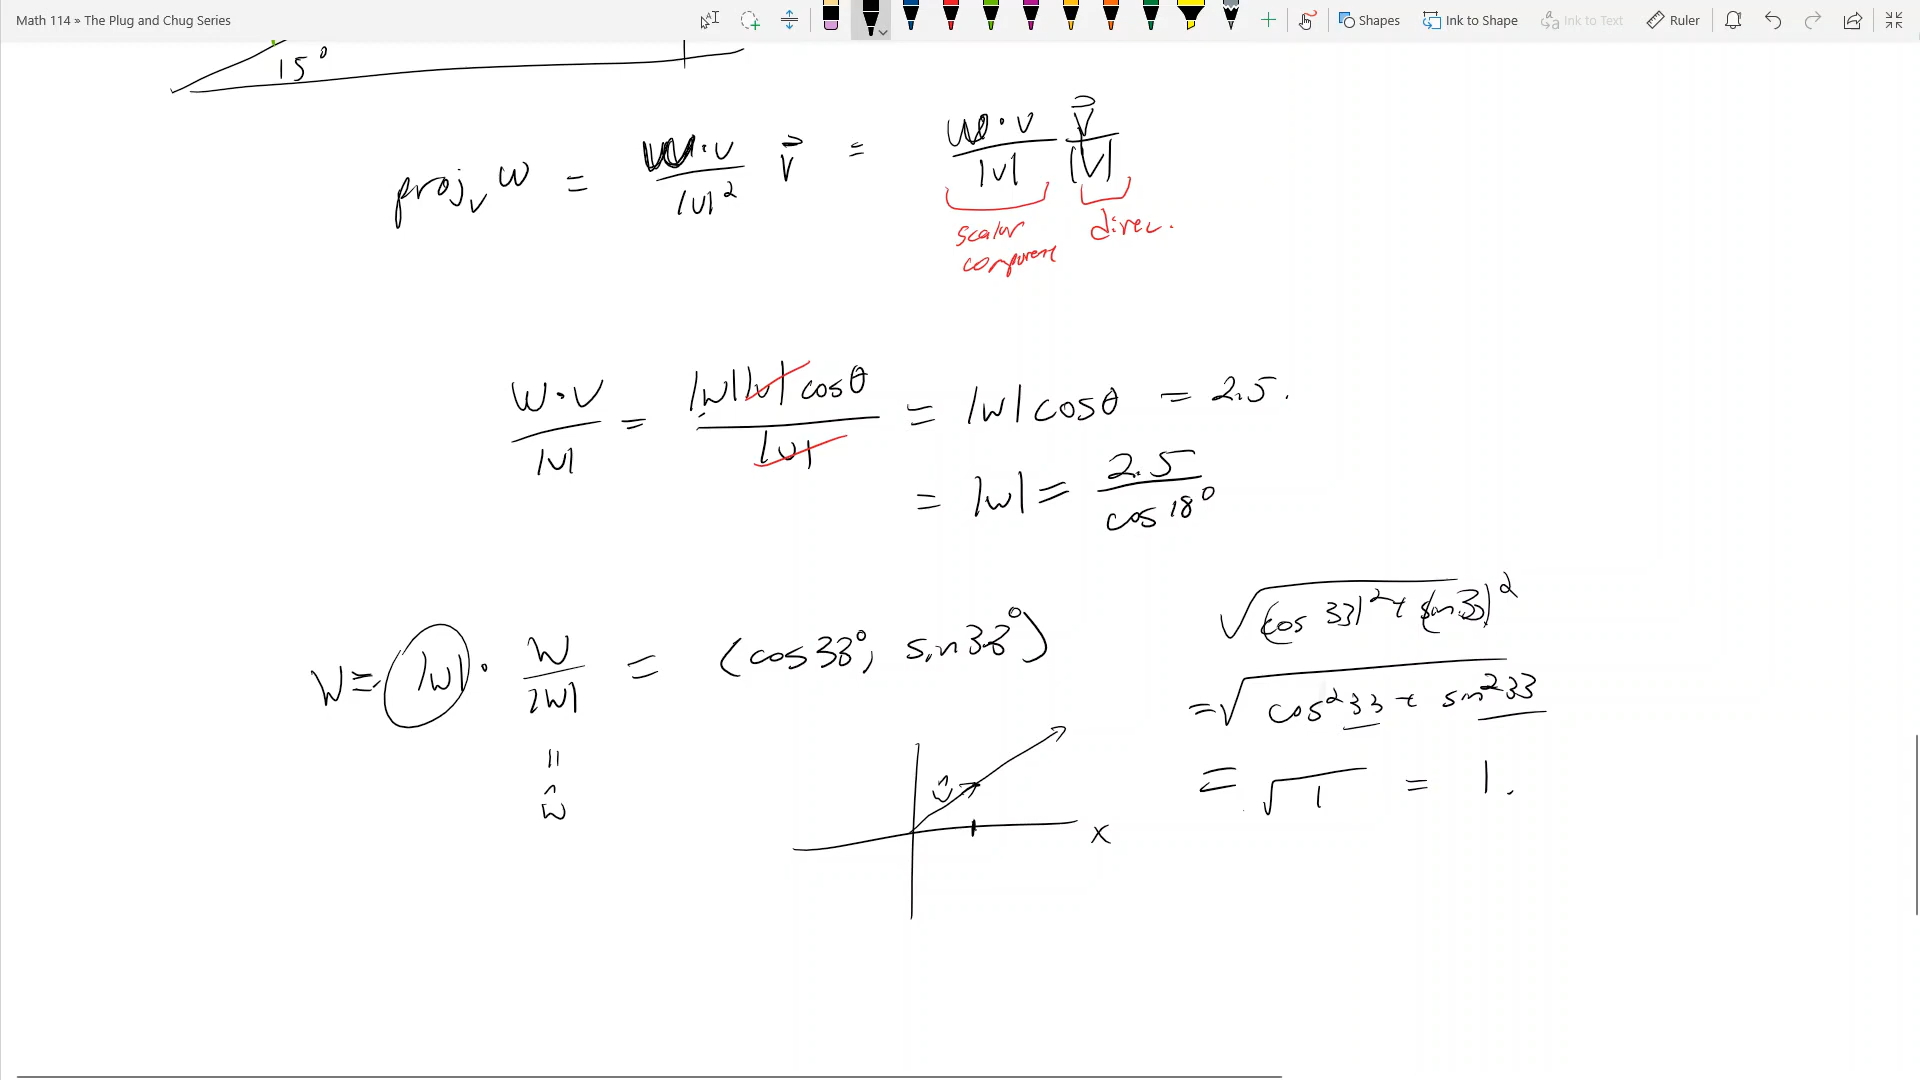 Math 114 » The Plug and Chug Series
Shapes Ink to Shape Ink to Text Ruler
15°
proj_v w = w·v / |v|² v⃗ = w·v / |v| v⃗ / |v|
scalar component direc.
w·v / |v| = |w||v| cosθ / |v| = |w| cosθ = 2.5.
= |w| = 2.5 / cos 18°
√(cos 33)² + (sin 33)²
w = |w| · w / |w| = (cos 33°, sin 33°)
= √cos² 33 + sin² 33
= √1 = 1.
= ŵ
ŵ
x